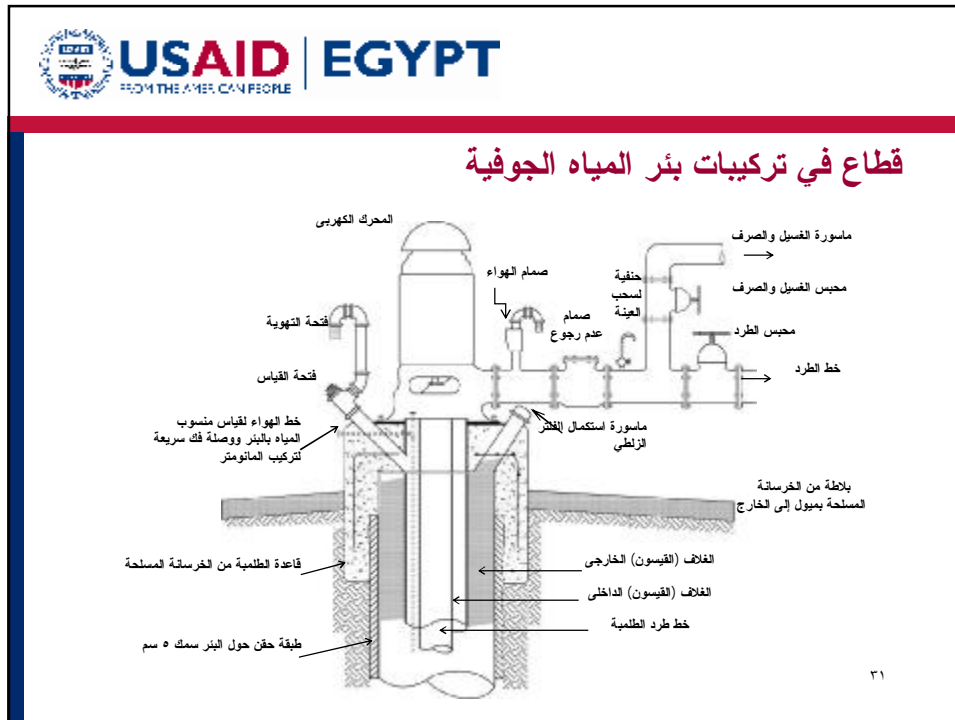 USAID | EGYPT
FROM THE AMERICAN PEOPLE
قطاع في تركيبات بئر المياه الجوفية
المحرك الكهربى
ماسورة الغسيل والصرف
صمام الهواء
حنفية
لسحب
العينة
محبس الغسيل والصرف
فتحة التهوية
صمام
عدم رجوع
محبس الطرد
خط الطرد
فتحة القياس
خط الهواء لقياس منسوب
المياه بالبئر ووصلة فك سريعة
لتركيب المانومتر
ماسورة استكمال الفلتر
الزلطي
بلاطة من الخرسانة
المسلحة بميول إلى الخارج
قاعدة الطلمبة من الخرسانة المسلحة
الغلاف (القيسون) الخارجى
الغلاف (القيسون) الداخلى
خط طرد الطلمبة
طبقة حقن حول البئر سمك ٥ سم
٣١